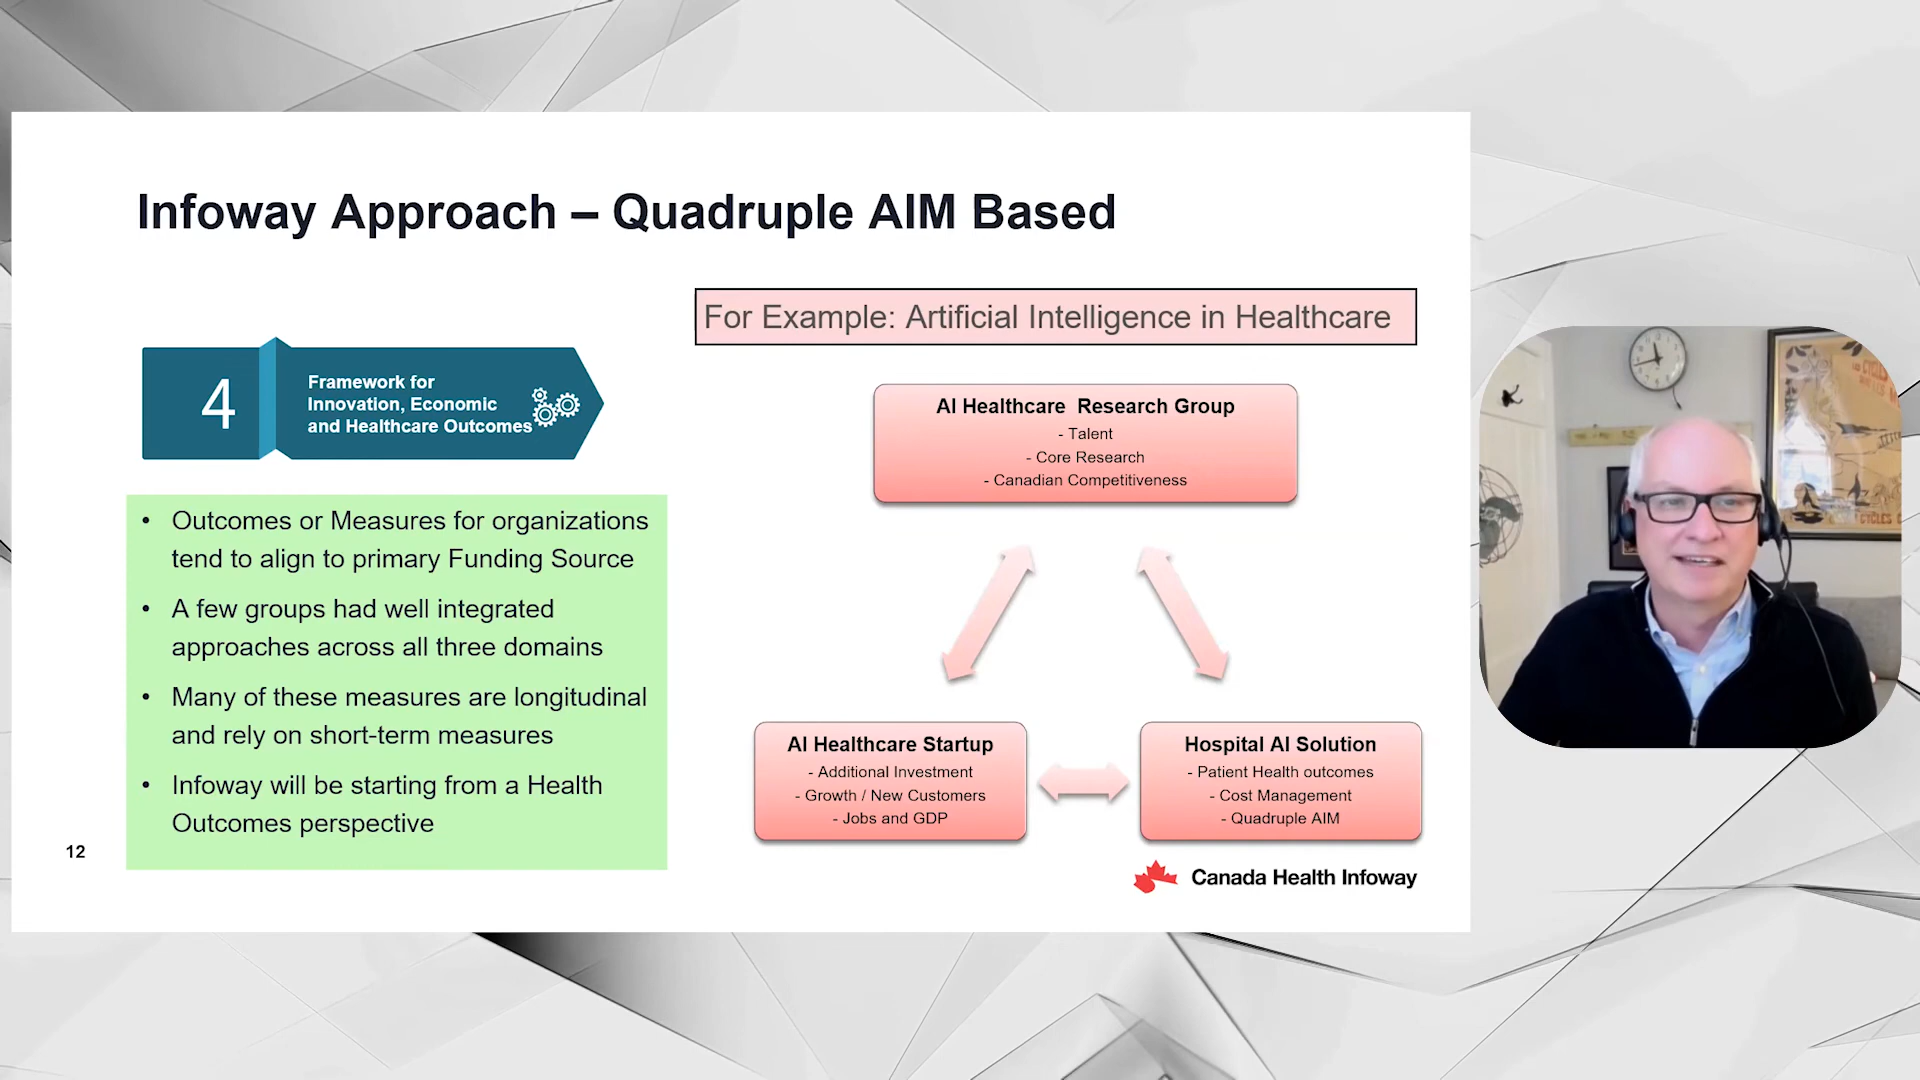 Infoway Approach – Quadruple AIM Based
4
Framework for
Innovation, Economic
and Healthcare Outcomes
• Outcomes or Measures for organizations
tend to align to primary Funding Source
• A few groups had well integrated
approaches across all three domains
• Many of these measures are longitudinal
and rely on short-term measures
• Infoway will be starting from a Health
Outcomes perspective
12
For Example: Artificial Intelligence in Healthcare
AI Healthcare Research Group
- Talent
- Core Research
- Canadian Competitiveness
AI Healthcare Startup
- Additional Investment
- Growth / New Customers
- Jobs and GDP
Hospital AI Solution
- Patient Health outcomes
- Cost Management
- Quadruple AIM
Canada Health Infoway